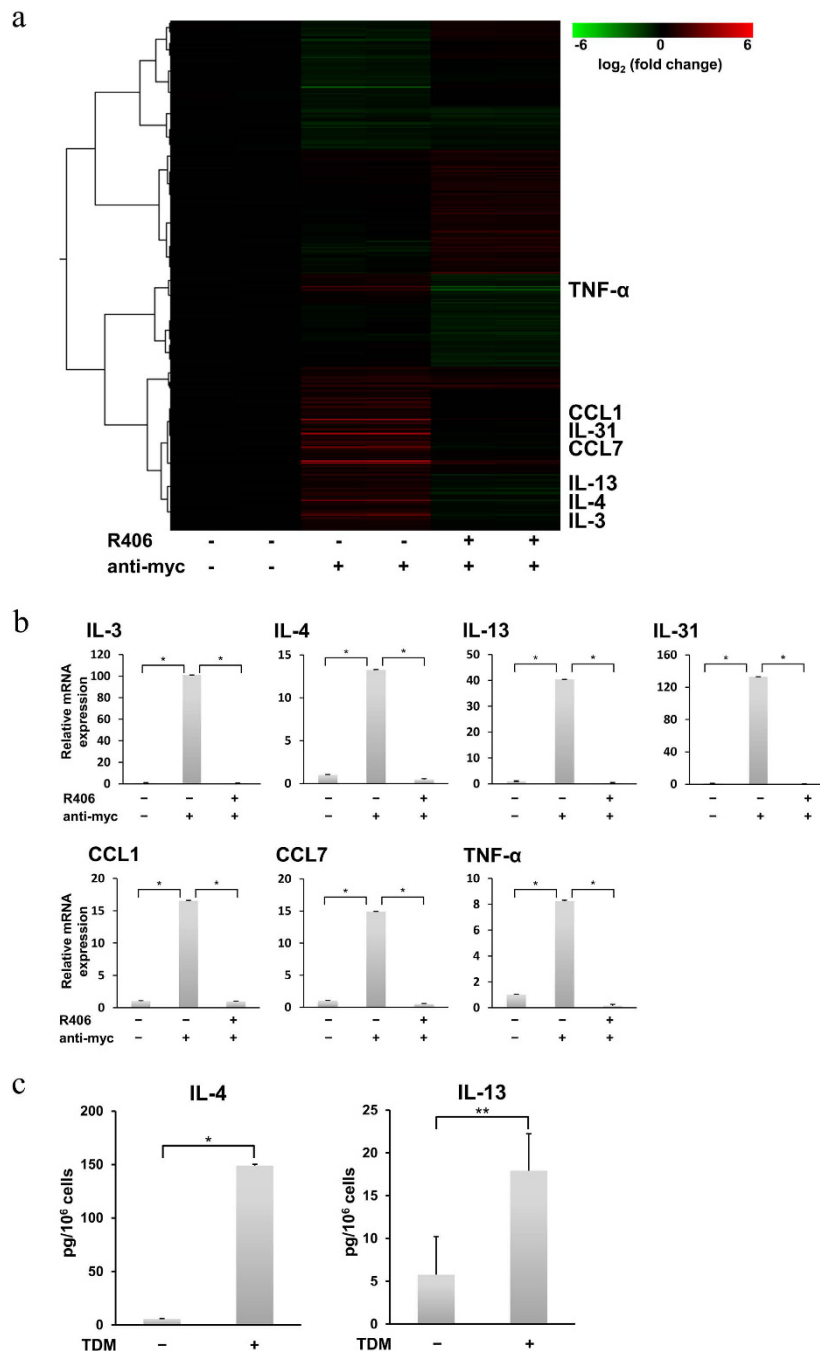 a
-6 0 6
log2 (fold change)
TNF-α
CCL1
IL-31
CCL7
IL-13
IL-4
IL-3
R406 - - - - + +
anti-myc - - + + + +
b
IL-3 IL-4 IL-13 IL-31
Relative mRNA expression
120
100
80
60
40
20
0
* *
15
10
5
0
* *
50
40
30
20
10
0
* *
160
120
80
40
0
* *
R406 − − + − − + − − + − − +
anti-myc − + + − + + − + + − + +
CCL1 CCL7 TNF-α
Relative mRNA expression
20
15
10
5
0
* *
20
15
10
5
0
* *
10
8
6
4
2
0
* *
R406 − − + − − + − − +
anti-myc − + + − + + − + +
c
IL-4 IL-13
pg/10⁶ cells
200
150
100
50
0
*
TDM − +
pg/10⁶ cells
25
20
15
10
5
0
**
TDM − +